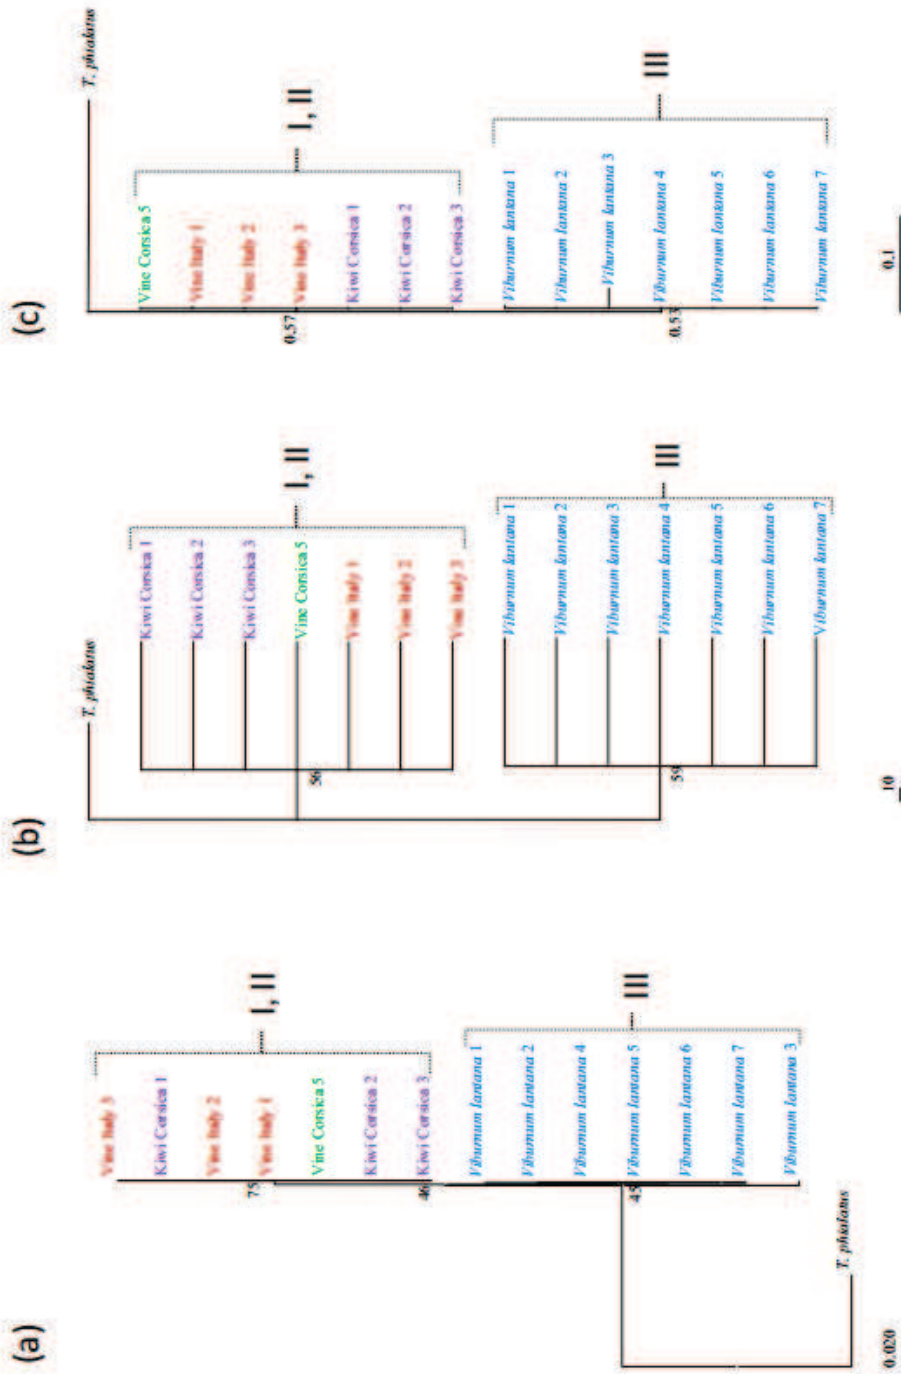 (a)
Vine Italy 3
Kiwi Corsica 1
Vine Italy 2
Vine Italy 1
Vine Corsica 5
Kiwi Corsica 2
Kiwi Corsica 3
I, II
75
46
Viburnum lantana 1
Viburnum lantana 2
Viburnum lantana 4
Viburnum lantana 5
Viburnum lantana 6
Viburnum lantana 7
Viburnum lantana 3
III
45
T. phialatus
0.020
(b)
T. phialatus
Kiwi Corsica 1
Kiwi Corsica 2
Kiwi Corsica 3
Vine Corsica 5
Vine Italy 1
Vine Italy 2
Vine Italy 3
I, II
56
Viburnum lantana 1
Viburnum lantana 2
Viburnum lantana 3
Viburnum lantana 4
Viburnum lantana 5
Viburnum lantana 6
Viburnum lantana 7
III
59
10
(c)
T. phialatus
Vine Corsica 5
Vine Italy 1
Vine Italy 2
Vine Italy 3
Kiwi Corsica 1
Kiwi Corsica 2
Kiwi Corsica 3
I, II
0.57
Viburnum lantana 1
Viburnum lantana 2
Viburnum lantana 3
Viburnum lantana 4
Viburnum lantana 5
Viburnum lantana 6
Viburnum lantana 7
III
0.53
0.1